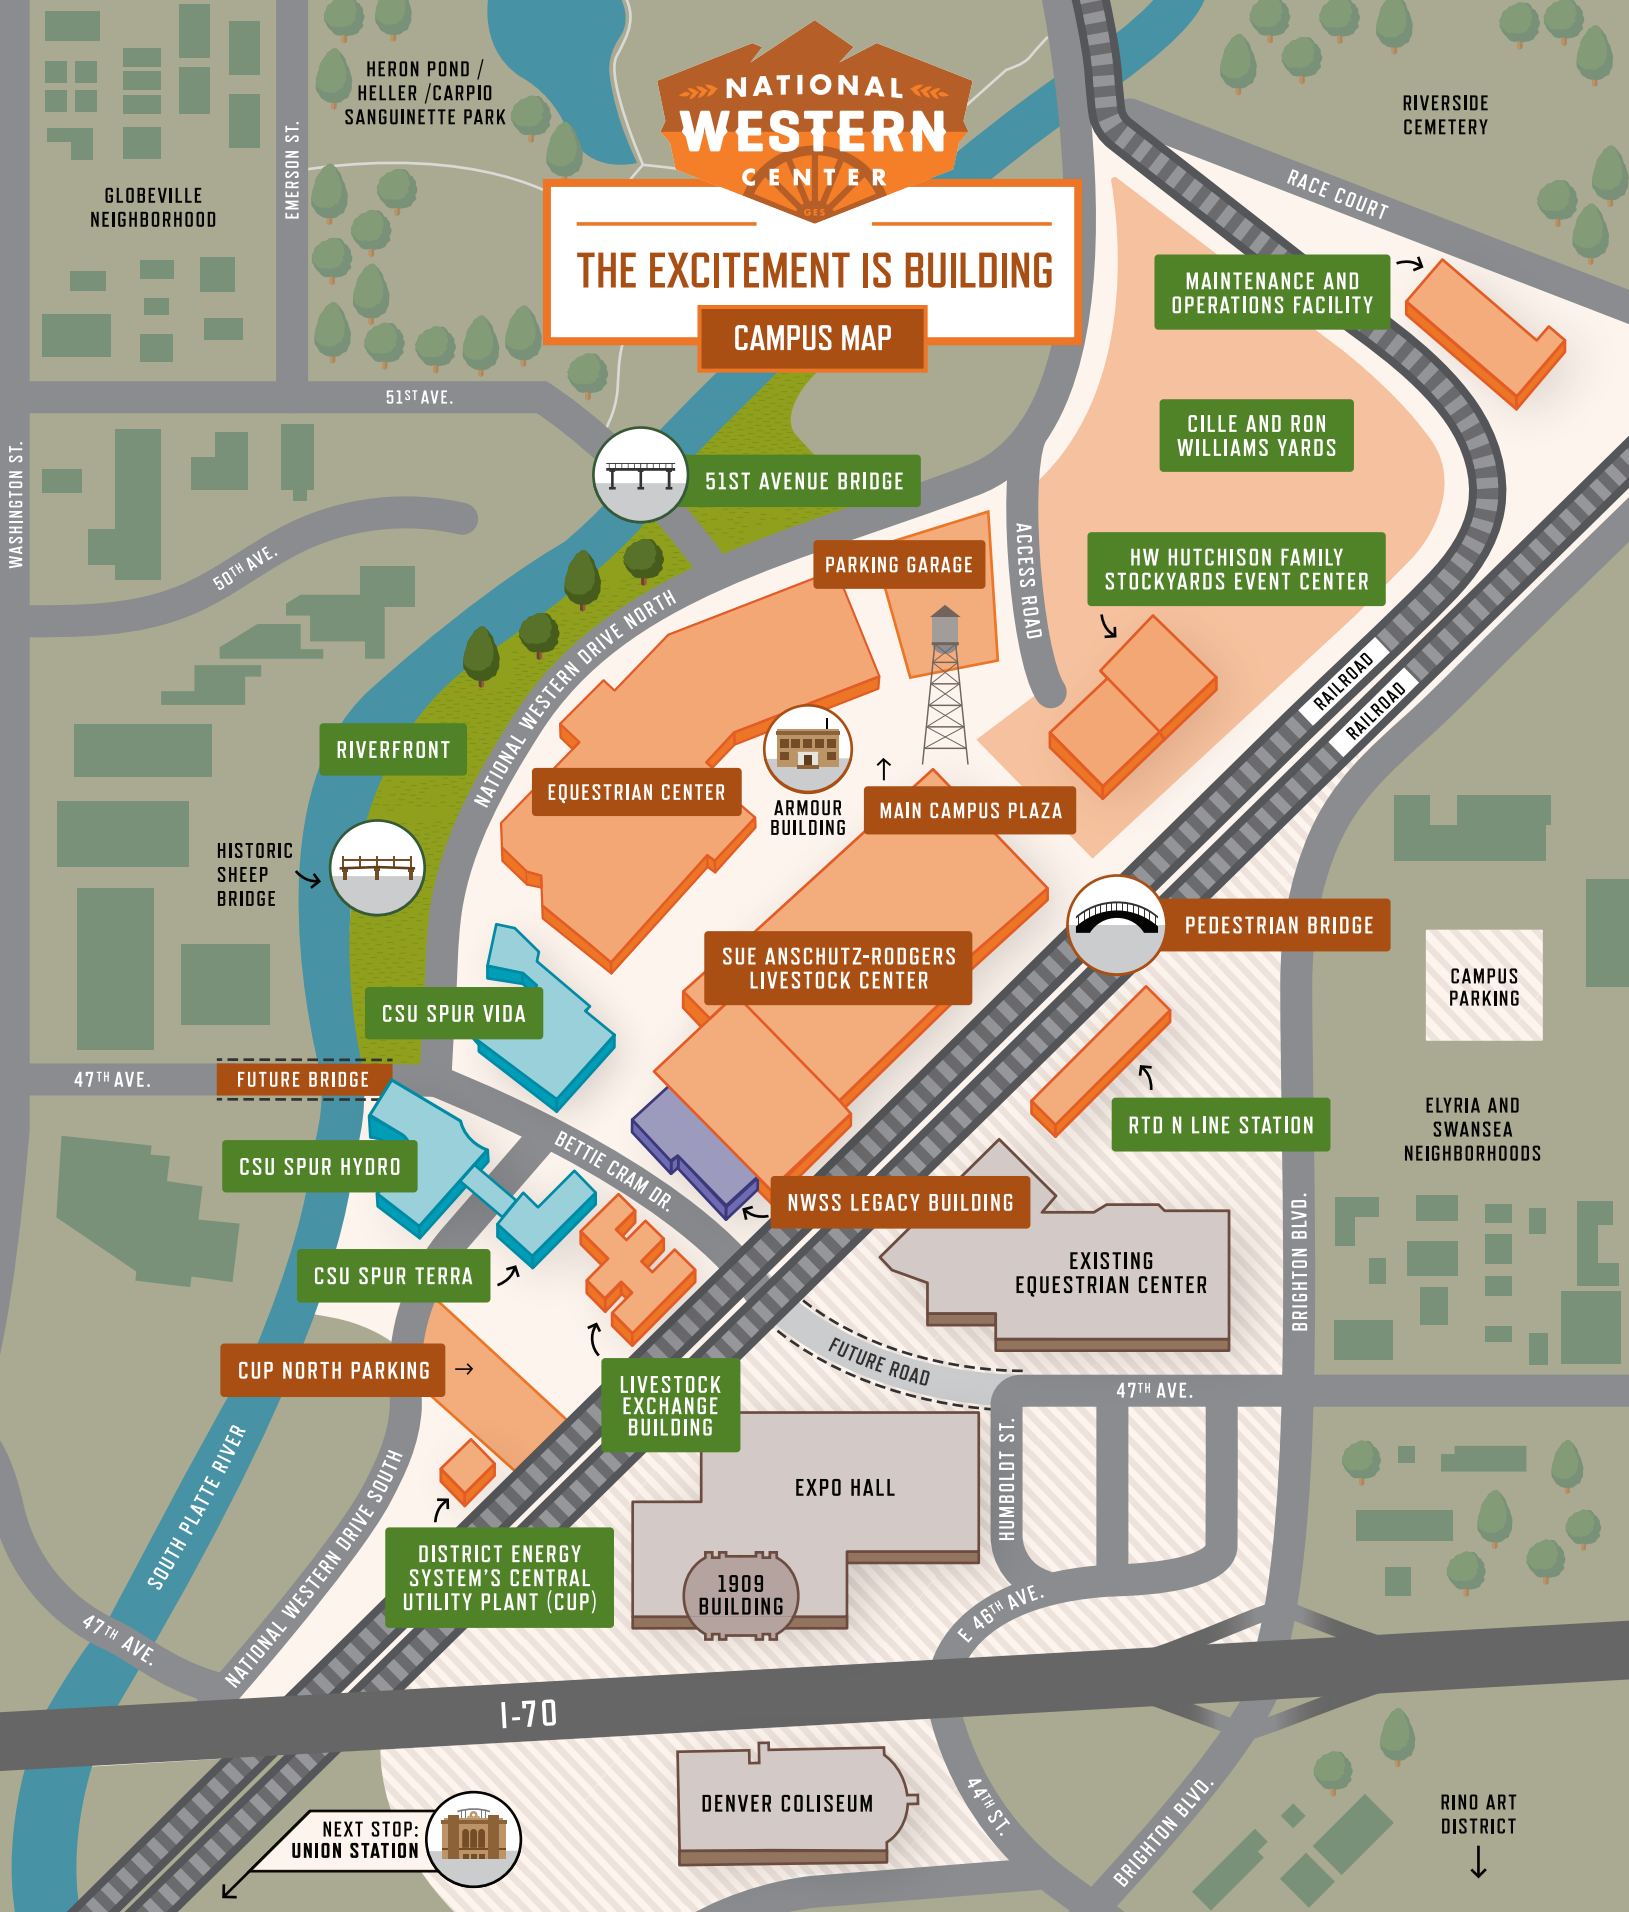 NATIONAL
WESTERN
CENTER
GES
THE EXCITEMENT IS BUILDING
CAMPUS MAP
HERON POND /
HELLER /CARPIO
SANGUINETTE PARK
RIVERSIDE
CEMETERY
RACE COURT
EMERSON ST.
GLOBEVILLE
NEIGHBORHOOD
MAINTENANCE AND
OPERATIONS FACILITY
51ST AVE.
CILLE AND RON
WILLIAMS YARDS
WASHINGTON ST.
51ST AVENUE BRIDGE
50TH AVE.
PARKING GARAGE
ACCESS ROAD
HW HUTCHISON FAMILY
STOCKYARDS EVENT CENTER
NATIONAL WESTERN DRIVE NORTH
RAILROAD
RAILROAD
RIVERFRONT
EQUESTRIAN CENTER
ARMOUR
BUILDING
MAIN CAMPUS PLAZA
HISTORIC
SHEEP
BRIDGE
PEDESTRIAN BRIDGE
SUE ANSCHUTZ-RODGERS
LIVESTOCK CENTER
CAMPUS
PARKING
CSU SPUR VIDA
47TH AVE.
FUTURE BRIDGE
RTD N LINE STATION
ELYRIA AND
SWANSEA
NEIGHBORHOODS
CSU SPUR HYDRO
BETTIE CRAM DR.
NWSS LEGACY BUILDING
BRIGHTON BLVD.
CSU SPUR TERRA
EXISTING
EQUESTRIAN CENTER
CUP NORTH PARKING
FUTURE ROAD
47TH AVE.
LIVESTOCK
EXCHANGE
BUILDING
HUMBOLDT ST.
EXPO HALL
SOUTH PLATTE RIVER
NATIONAL WESTERN DRIVE SOUTH
DISTRICT ENERGY
SYSTEM'S CENTRAL
UTILITY PLANT (CUP)
1909
BUILDING
47TH AVE.
E 46TH AVE.
I-70
DENVER COLISEUM
44TH ST.
BRIGHTON BLVD.
RINO ART
DISTRICT
NEXT STOP:
UNION STATION